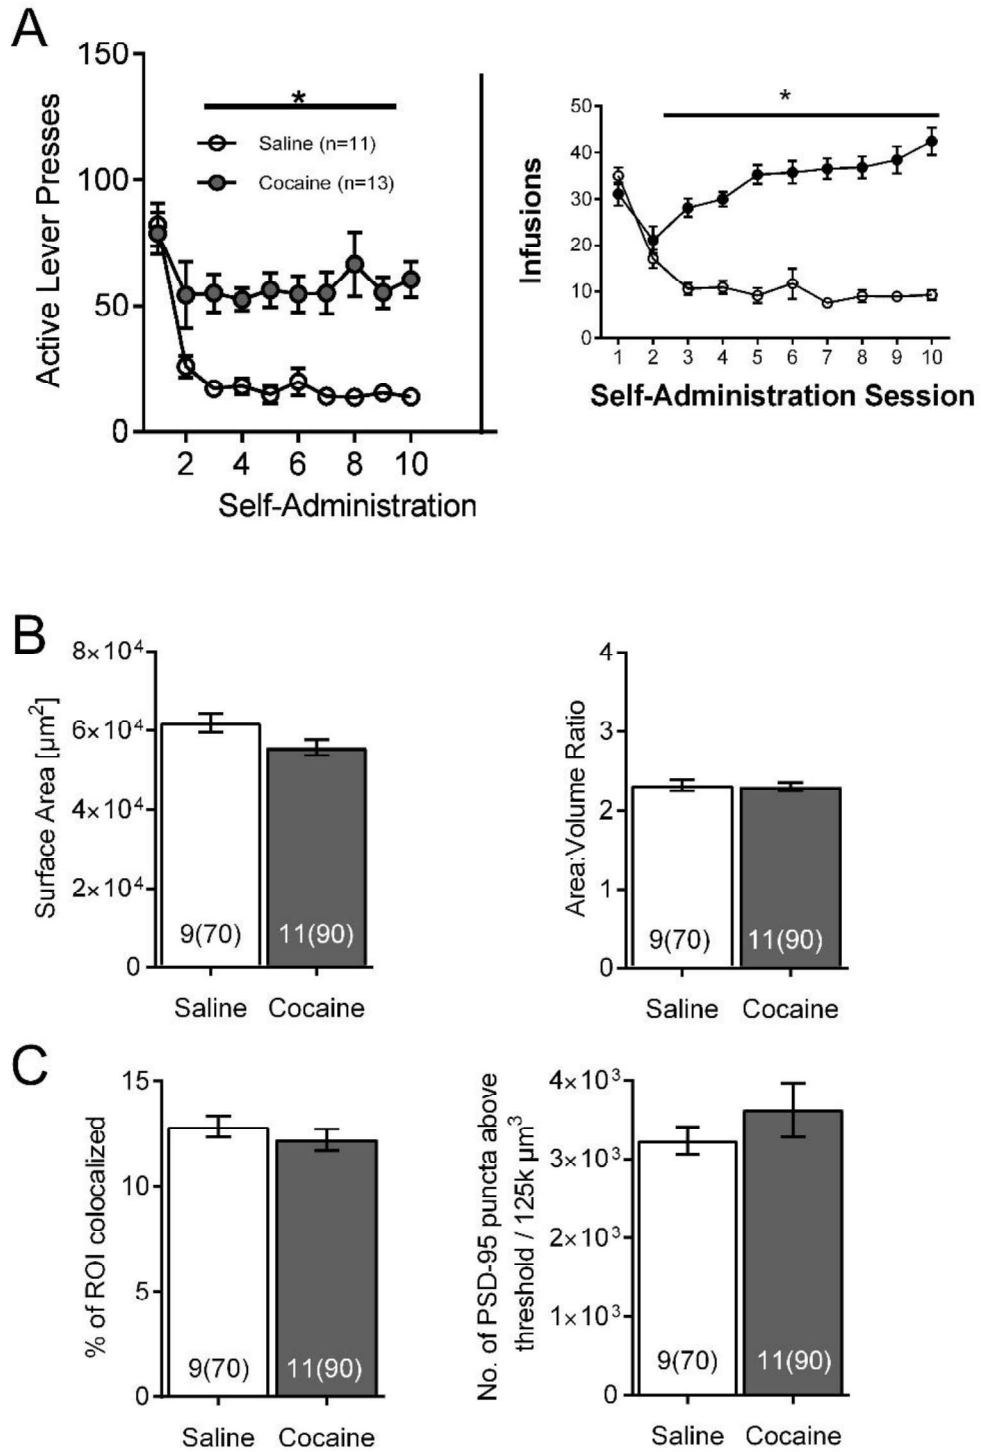 A
150
100
50
0
Active Lever Presses
*
Saline (n=11)
Cocaine (n=13)
2 4 6 8 10
Self-Administration
50
40
30
20
10
0
Infusions
*
1 2 3 4 5 6 7 8 9 10
Self-Administration Session
B
8×10⁴
6×10⁴
4×10⁴
2×10⁴
0
Surface Area [µm²]
9(70) 11(90)
Saline Cocaine
4
3
2
1
0
Area:Volume Ratio
9(70) 11(90)
Saline Cocaine
C
15
10
5
0
% of ROI colocalized
9(70) 11(90)
Saline Cocaine
No. of PSD-95 puncta above
threshold / 125k µm³
4×10³
3×10³
2×10³
1×10³
0
9(70) 11(90)
Saline Cocaine